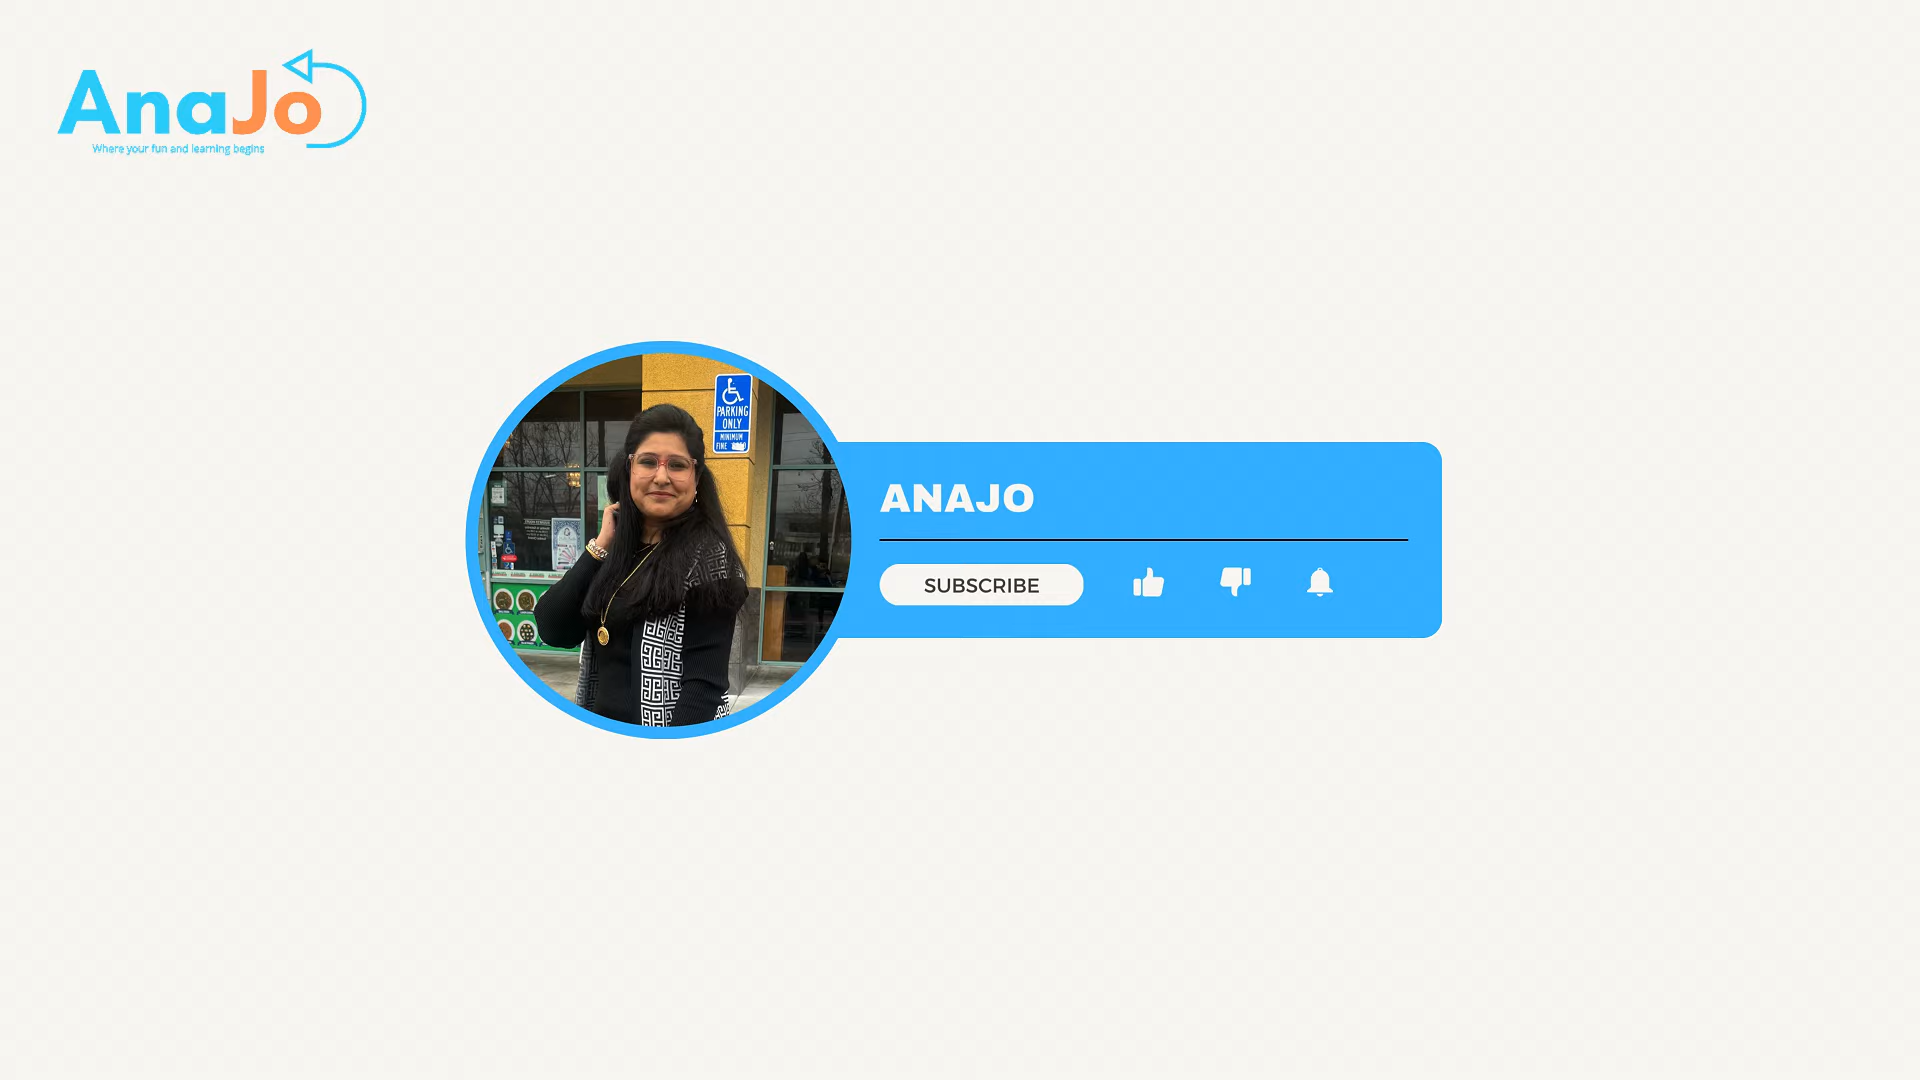 AnaJo
Where your fun and learning begins
PARKING
ONLY
MINIMUM
FINE
ANAJO
SUBSCRIBE